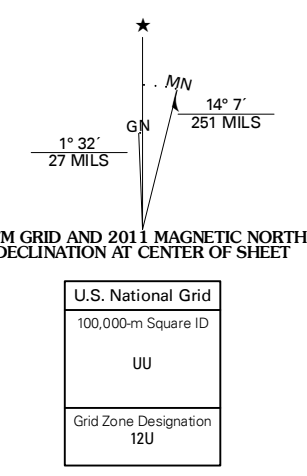 ★
MN
GN
14° 7´
251 MILS
1° 32´
27 MILS
M GRID AND 2011 MAGNETIC NORTH
DECLINATION AT CENTER OF SHEET
U.S. National Grid
100,000-m Square ID
UU
Grid Zone Designation
12U